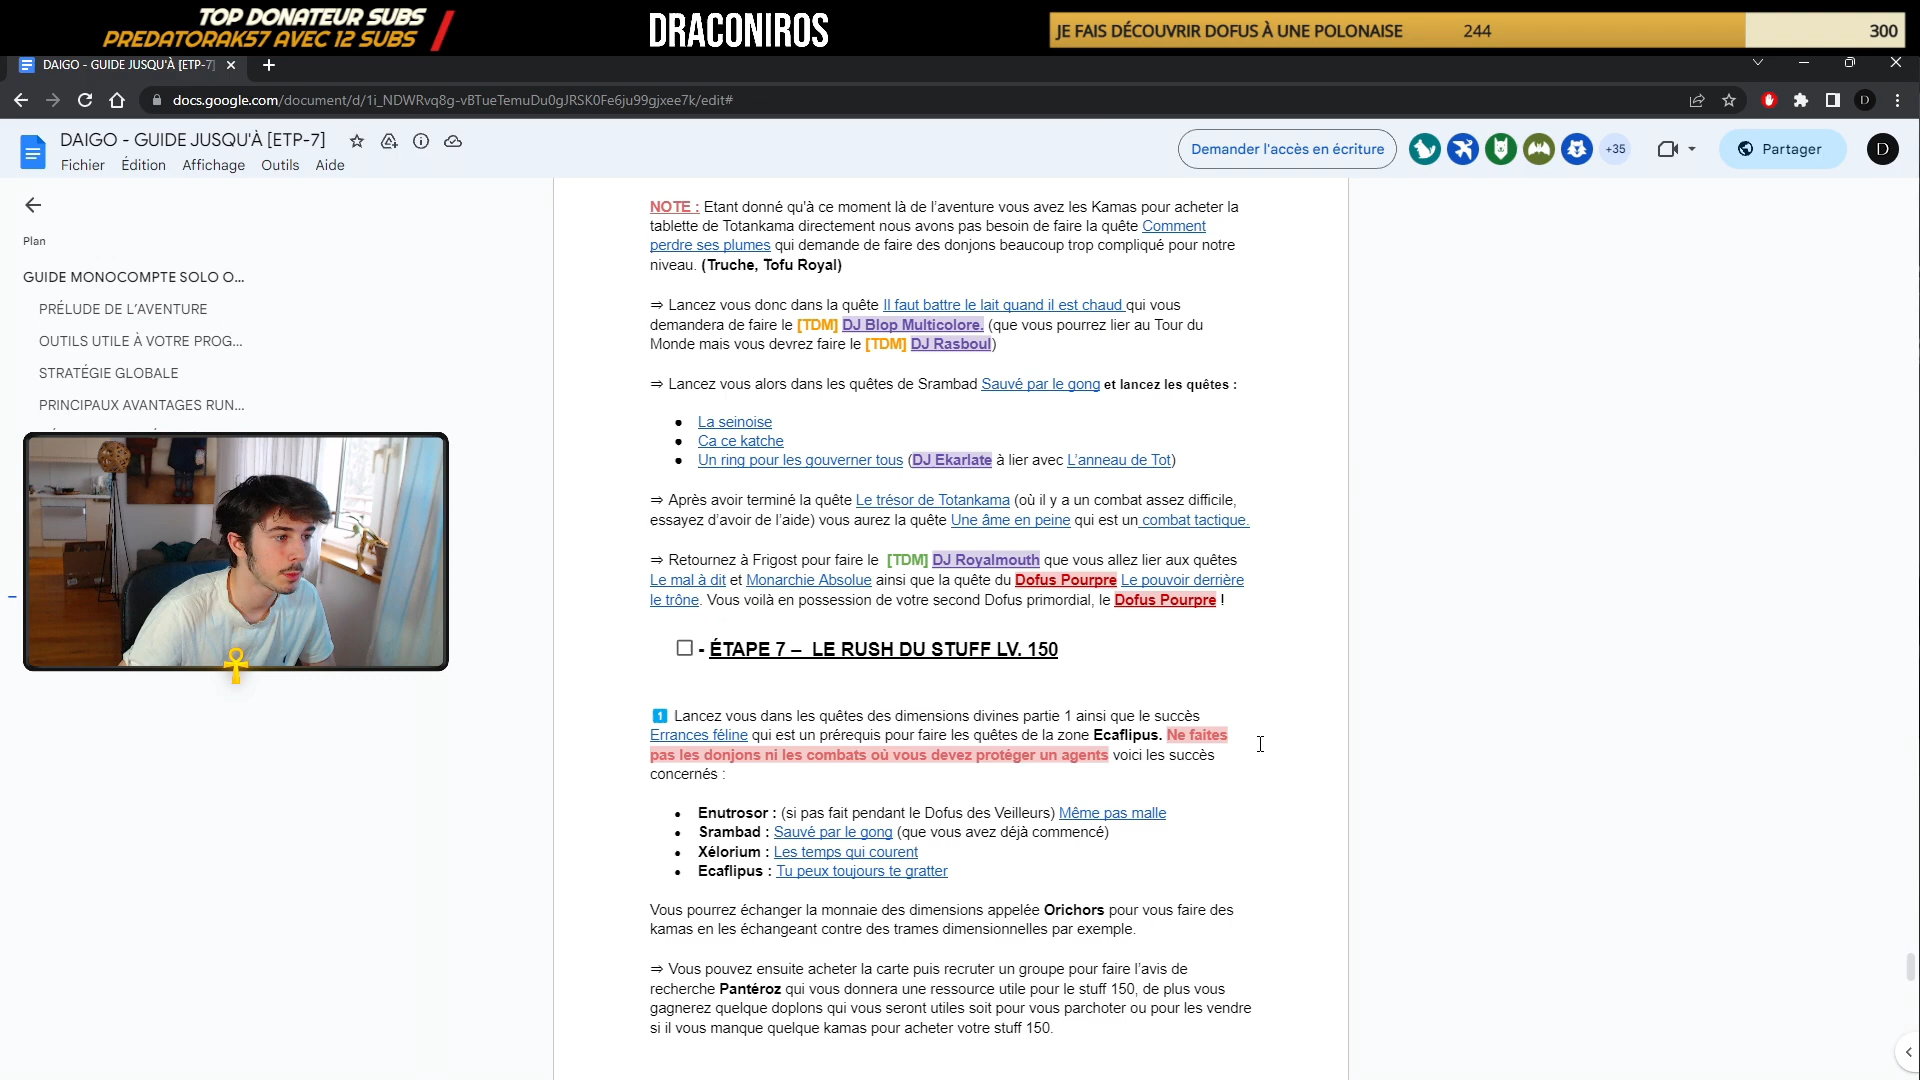 TOP DONATEUR SUBS
PREDATORAK57 AVEC 12 SUBS
DRACONIROS
JE FAIS DÉCOUVRIR DOFUS À UNE POLONAISE 244 300
DAIGO - GUIDE JUSQU'À [ETP-7]
docs.google.com/document/d/1i_NDWRvq8g-vBTueTemuDu0gJRSK0Fe6ju99gjxee7k/edit#
D
DAIGO - GUIDE JUSQU'À [ETP-7]
Fichier Édition Affichage Outils Aide
Demander l'accès en écriture
+35
Partager
D
Plan
GUIDE MONOCOMPTE SOLO O...
PRÉLUDE DE L'AVENTURE
OUTILS UTILE À VOTRE PROG...
STRATÉGIE GLOBALE
PRINCIPAUX AVANTAGES RUN...
NOTE : Etant donné qu'à ce moment là de l'aventure vous avez les Kamas pour acheter la
tablette de Totankama directement nous avons pas besoin de faire la quête Comment
perdre ses plumes qui demande de faire des donjons beaucoup trop compliqué pour notre
niveau. (Truche, Tofu Royal)
⇒ Lancez vous donc dans la quête Il faut battre le lait quand il est chaud qui vous
demandera de faire le [TDM] DJ Blop Multicolore. (que vous pourrez lier au Tour du
Monde mais vous devrez faire le [TDM] DJ Rasboul)
⇒ Lancez vous alors dans les quêtes de Srambad Sauvé par le gong et lancez les quêtes :
● La seinoise
● Ca ce katche
● Un ring pour les gouverner tous (DJ Ekarlate à lier avec L'anneau de Tot)
⇒ Après avoir terminé la quête Le trésor de Totankama (où il y a un combat assez difficile,
essayez d'avoir de l'aide) vous aurez la quête Une âme en peine qui est un combat tactique.
⇒ Retournez à Frigost pour faire le [TDM] DJ Royalmouth que vous allez lier aux quêtes
Le mal à dit et Monarchie Absolue ainsi que la quête du Dofus Pourpre Le pouvoir derrière
le trône. Vous voilà en possession de votre second Dofus primordial, le Dofus Pourpre !
☐ - ÉTAPE 7 – LE RUSH DU STUFF LV. 150
1 Lancez vous dans les quêtes des dimensions divines partie 1 ainsi que le succès
Errances féline qui est un prérequis pour faire les quêtes de la zone Ecaflipus. Ne faites
pas les donjons ni les combats où vous devez protéger un agents voici les succès
concernés :
● Enutrosor : (si pas fait pendant le Dofus des Veilleurs) Même pas malle
● Srambad : Sauvé par le gong (que vous avez déjà commencé)
● Xélorium : Les temps qui courent
● Ecaflipus : Tu peux toujours te gratter
Vous pourrez échanger la monnaie des dimensions appelée Orichors pour vous faire des
kamas en les échangeant contre des trames dimensionnelles par exemple.
⇒ Vous pouvez ensuite acheter la carte puis recruter un groupe pour faire l'avis de
recherche Pantéroz qui vous donnera une ressource utile pour le stuff 150, de plus vous
gagnerez quelque doplons qui vous seront utiles soit pour vous parchoter ou pour les vendre
si il vous manque quelque kamas pour acheter votre stuff 150.